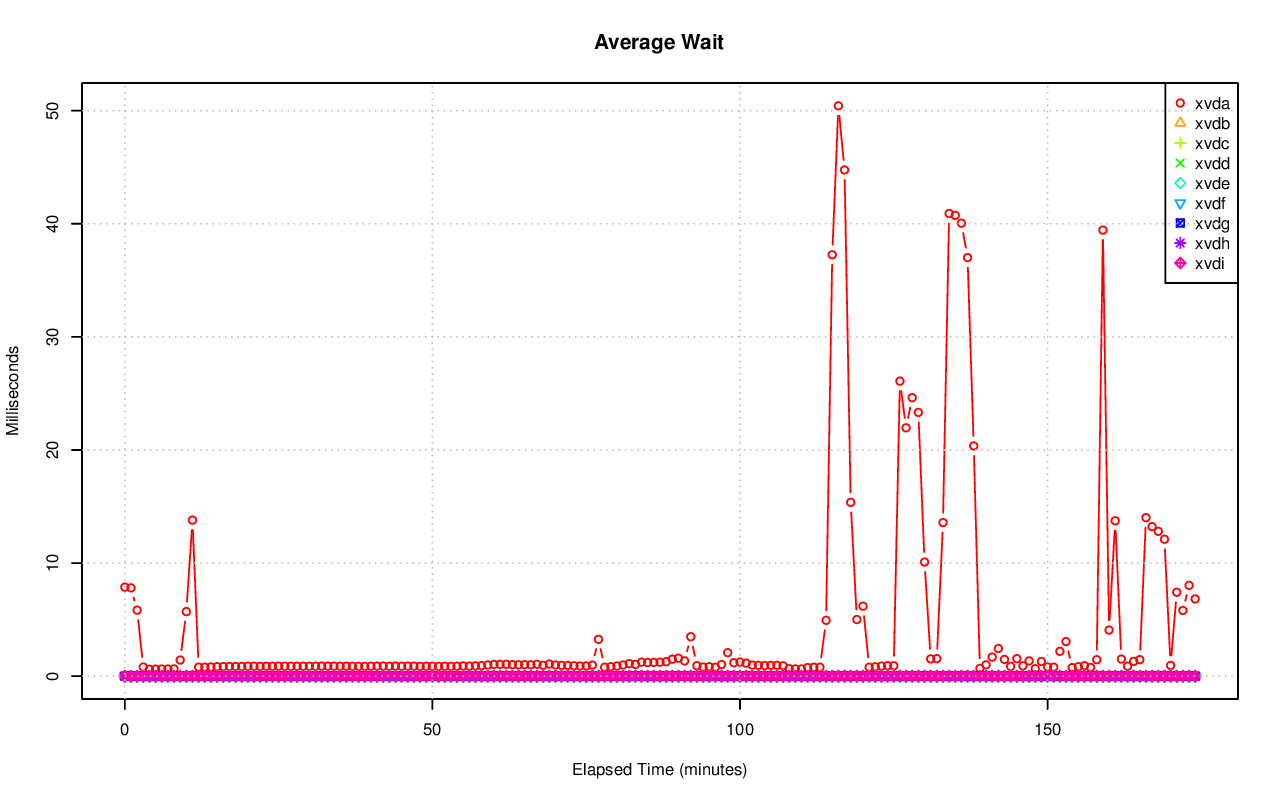 Average Wait
50
40
30
20
10
0
Milliseconds
0 50 100 150
Elapsed Time (minutes)
xvda
xvdb
xvdc
xvdd
xvde
xvdf
xvdg
xvdh
xvdi